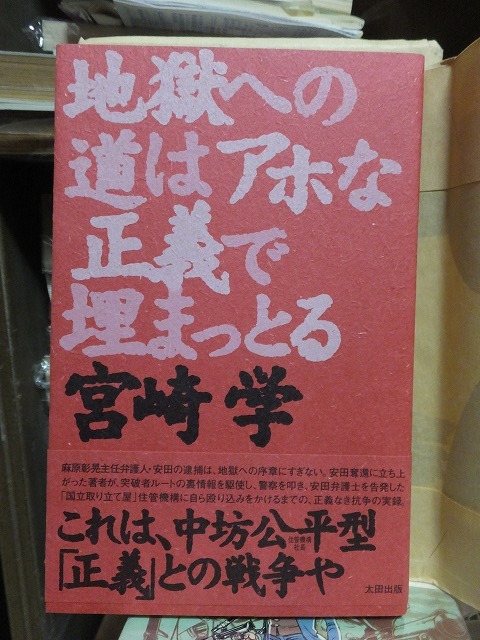 地獄への
道はアホな
正義で
埋まっとる
宮崎学
麻原彰晃主任弁護人・安田の逮捕は、地獄への序章にすぎない。安田奪還に立ち上
がった著者が、突破者ルートの裏情報を駆使し、警察を叩き、安田弁護士を告発した
「国立取り立て屋」住管機構に自ら殴り込みをかけるまでの、正義なき抗争の実録。
これは、中坊公平型
住管機構
社長
「正義」との戦争や
太田出版